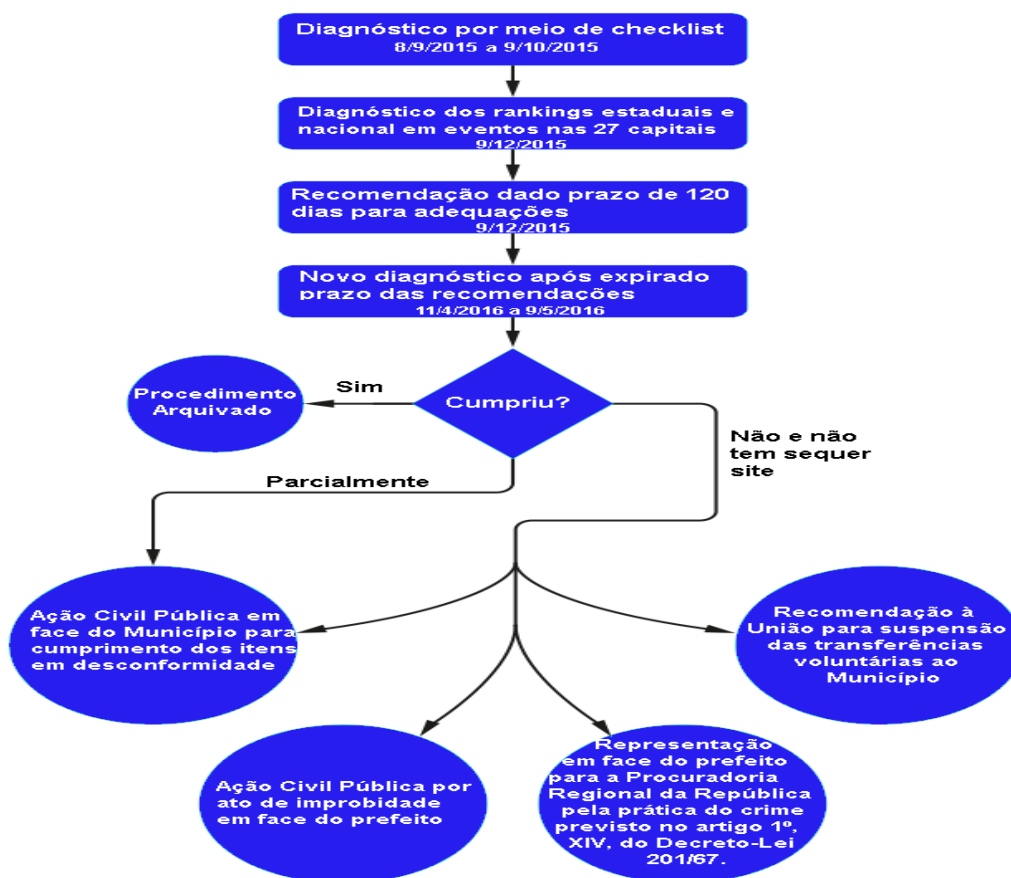 Diagnóstico por meio de checklist
8/9/2015 a 9/10/2015
Diagnóstico dos rankings estaduais e
nacional em eventos nas 27 capitais
9/12/2015
Recomendação dado prazo de 120
dias para adequações
9/12/2015
Novo diagnóstico após expirado
prazo das recomendações
11/4/2016 a 9/5/2016
Cumpriu?
Sim
Procedimento
Arquivado
Não e não
tem sequer
site
Parcialmente
Ação Civil Pública em
face do Município para
cumprimento dos itens
em desconformidade
Recomendação à
União para suspensão
das transferências
voluntárias ao
Município
Ação Civil Pública por
ato de improbidade
em face do prefeito
Representação
em face do prefeito
para a Procuradoria
Regional da República
pela prática do crime
previsto no artigo 1º,
XIV, do Decreto-Lei
201/67.